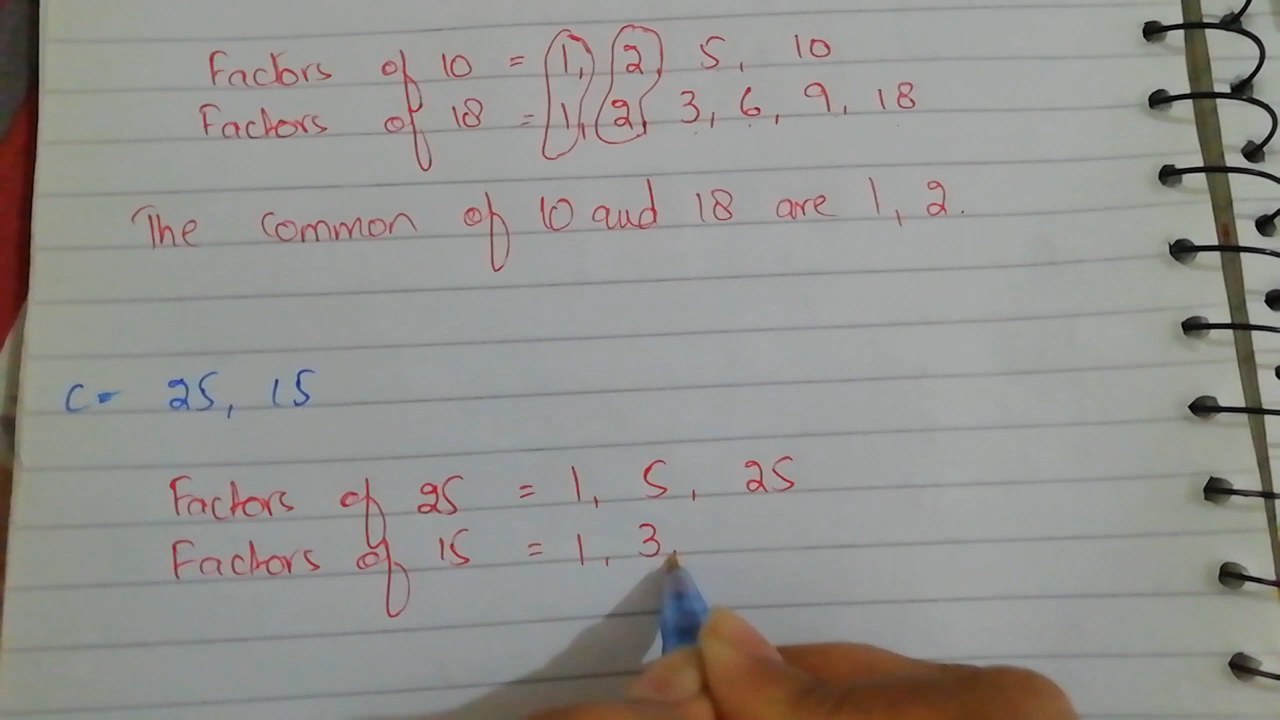 Factors of 10 = 1, 2, 5, 10
Factors of 18 = 1, 2, 3, 6, 9, 18
The common of 10 and 18 are 1, 2.
C- 25, 15
Factors of 25 = 1, 5, 25
Factors of 15 = 1, 3,